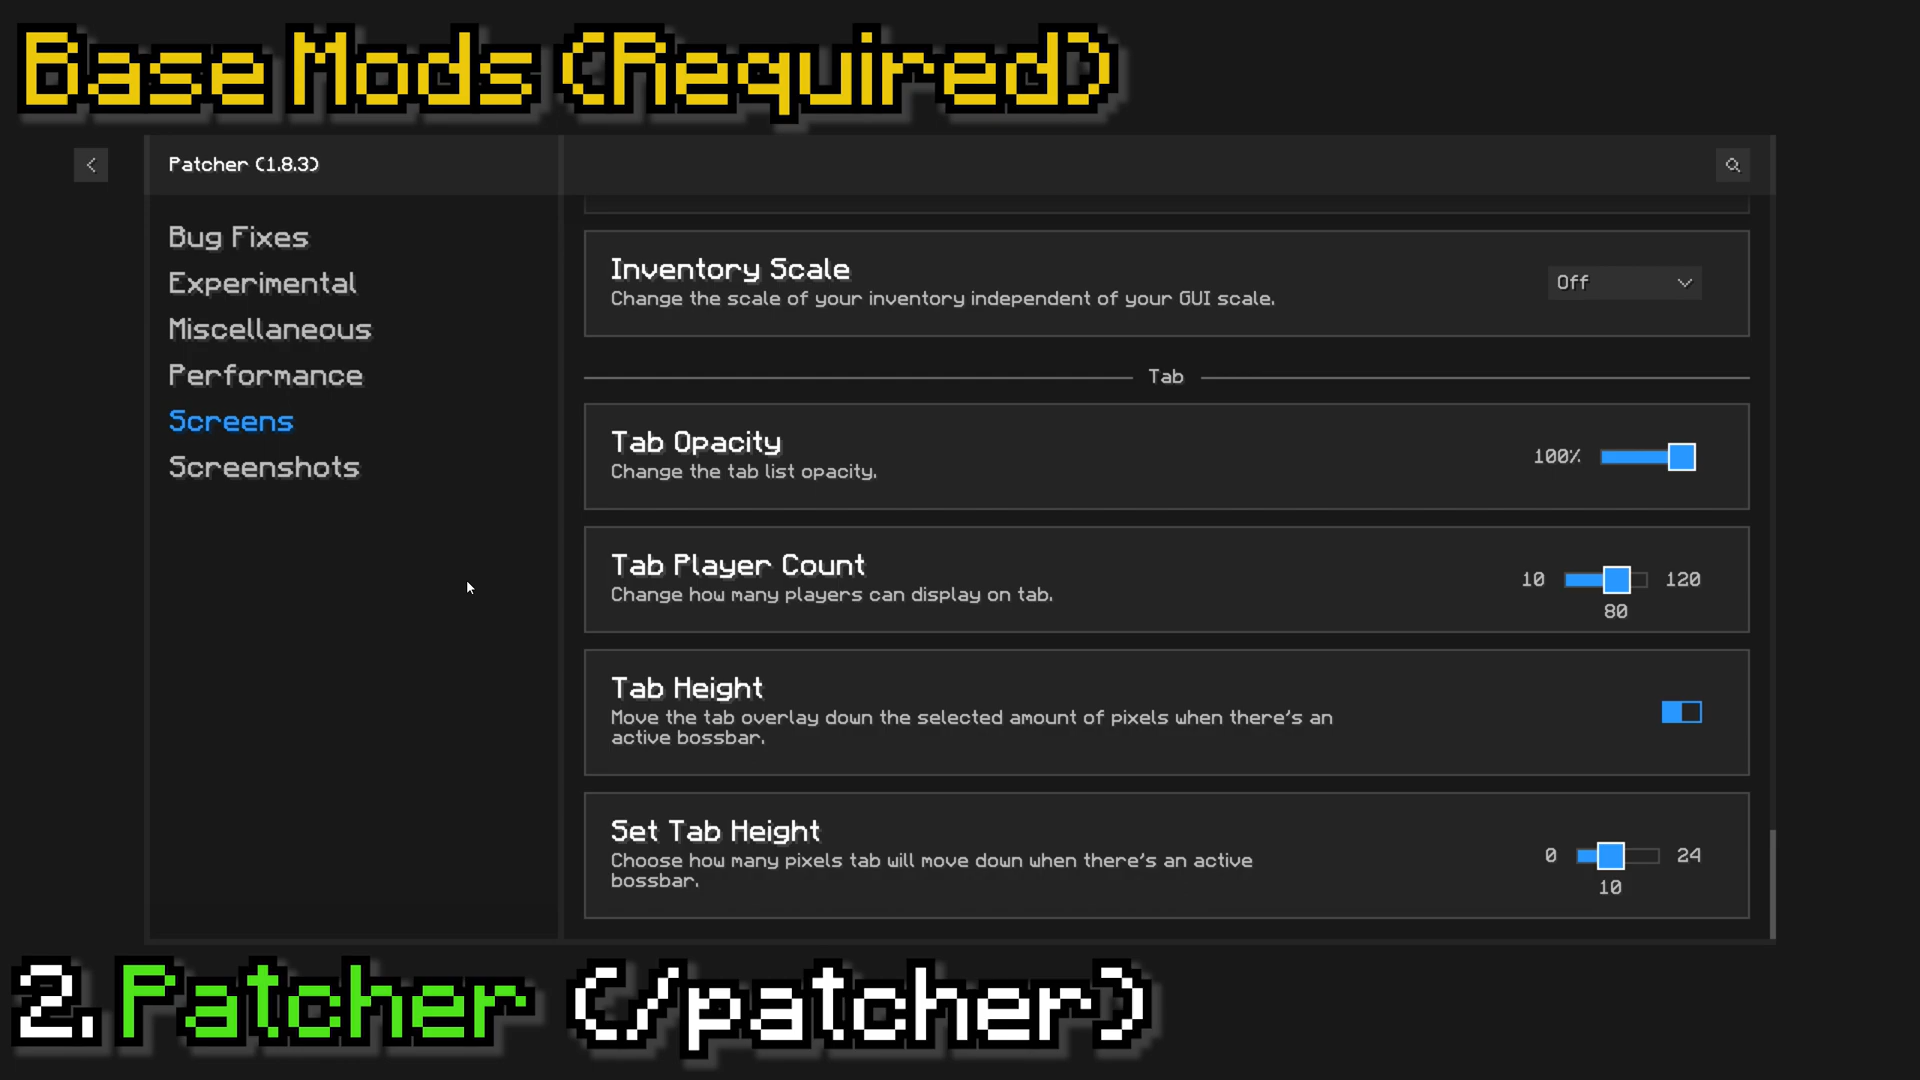 Base Mods (Required)
Patcher (1.8.3)
Bug Fixes
Experimental
Miscellaneous
Performance
Screens
Screenshots
Inventory Scale
Change the scale of your inventory independent of your GUI scale.
Off
Tab
Tab Opacity
Change the tab list opacity.
100%
Tab Player Count
Change how many players can display on tab.
10
120
80
Tab Height
Move the tab overlay down the selected amount of pixels when there's an
active bossbar.
Set Tab Height
Choose how many pixels tab will move down when there's an active
bossbar.
0
24
10
2. Patcher (/patcher)